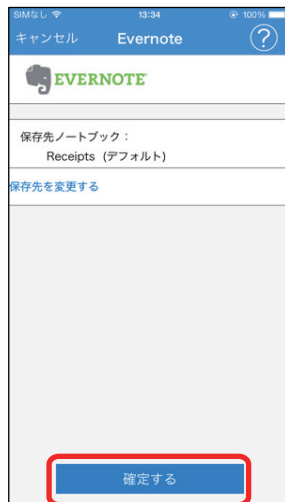 SIMなし 13:34 100%
キャンセル Evernote ?
EVERNOTE
保存先ノートブック：
Receipts (デフォルト)
保存先を変更する
確定する